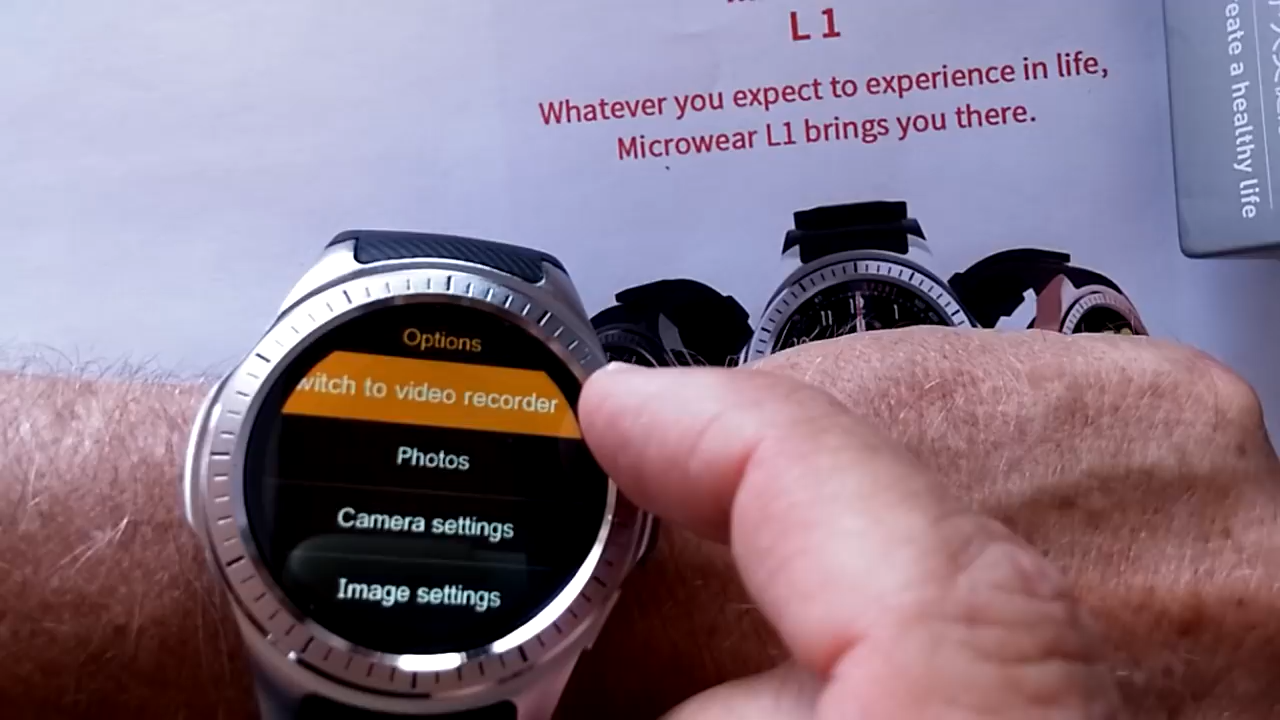 L1
Whatever you expect to experience in life,
Microwear L1 brings you there.
Options
witch to video recorder
Photos
Camera settings
Image settings
eate a healthy life